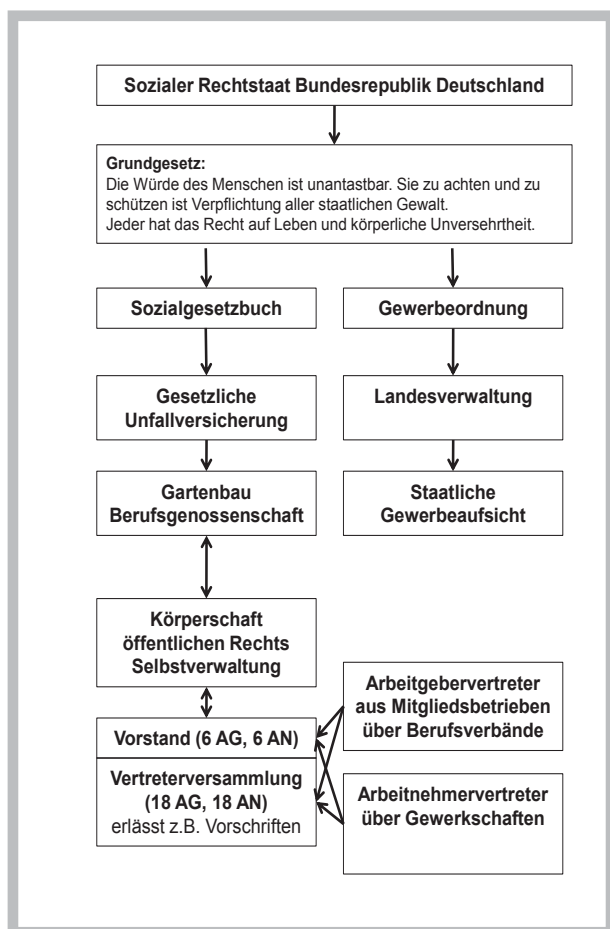 Sozialer Rechtstaat Bundesrepublik Deutschland
Grundgesetz:
Die Würde des Menschen ist unantastbar. Sie zu achten und zu
schützen ist Verpflichtung aller staatlichen Gewalt.
Jeder hat das Recht auf Leben und körperliche Unversehrtheit.
Sozialgesetzbuch
Gewerbeordnung
Gesetzliche
Unfallversicherung
Landesverwaltung
Gartenbau
Berufsgenossenschaft
Staatliche
Gewerbeaufsicht
Körperschaft
öffentlichen Rechts
Selbstverwaltung
Arbeitgebervertreter
aus Mitgliedsbetrieben
über Berufsverbände
Vorstand (6 AG, 6 AN)
Vertreterversammlung
(18 AG, 18 AN)
erlässt z.B. Vorschriften
Arbeitnehmervertreter
über Gewerkschaften